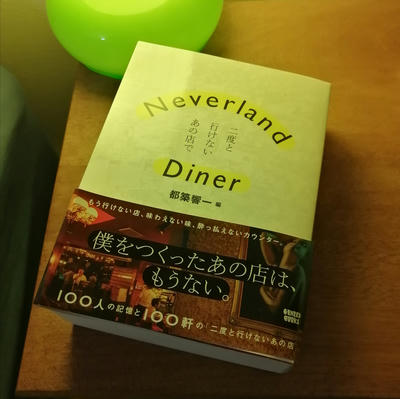 Neverland
二度と
行けない
あの店で
Diner
都築響一 編
もう行けない店、味わえない味、酔っ払えないカウンター。
僕をつくったあの店は、
もうない。
100人の記憶と100軒の「二度と行けないあの店